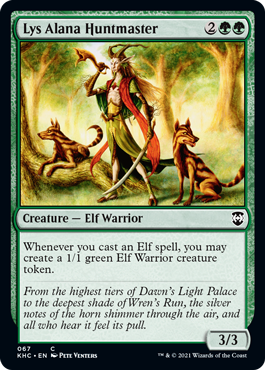 Lys Alana Huntmaster 2
Creature — Elf Warrior
Whenever you cast an Elf spell, you may
create a 1/1 green Elf Warrior creature
token.
From the highest tiers of Dawn's Light Palace
to the deepest shade of Wren's Run, the silver
notes of the horn shimmer through the air, and
all who hear it feel its pull.
3/3
067 C
KHC • EN Pete Venters
™ & © 2021 Wizards of the Coast